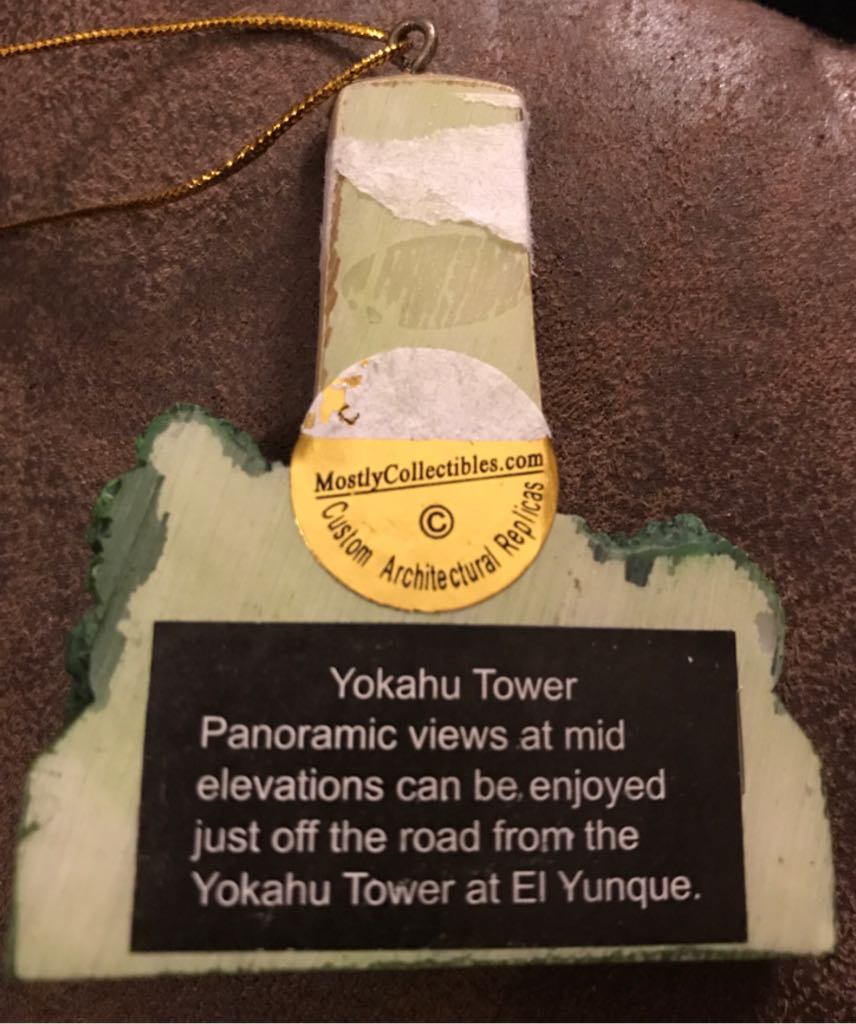 MostlyCollectibles.com
©
Custom Architectural Replicas
Yokahu Tower
Panoramic views at mid
elevations can be enjoyed
just off the road from the
Yokahu Tower at El Yunque.